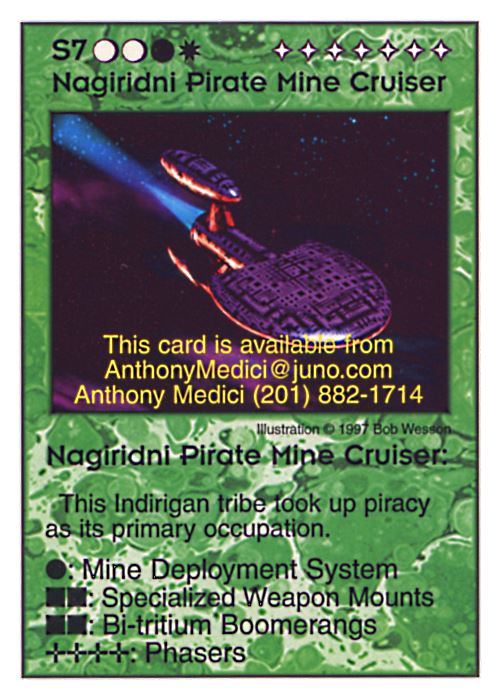 S7
Nagiridni Pirate Mine Cruiser
This card is available from
AnthonyMedici@juno.com
Anthony Medici (201) 882-1714
Illustration © 1997 Bob Wesson
Nagiridni Pirate Mine Cruiser:
This Indirigan tribe took up piracy
as its primary occupation.
●: Mine Deployment System
■■: Specialized Weapon Mounts
■■: Bi-tritium Boomerangs
✛✛✛✛: Phasers